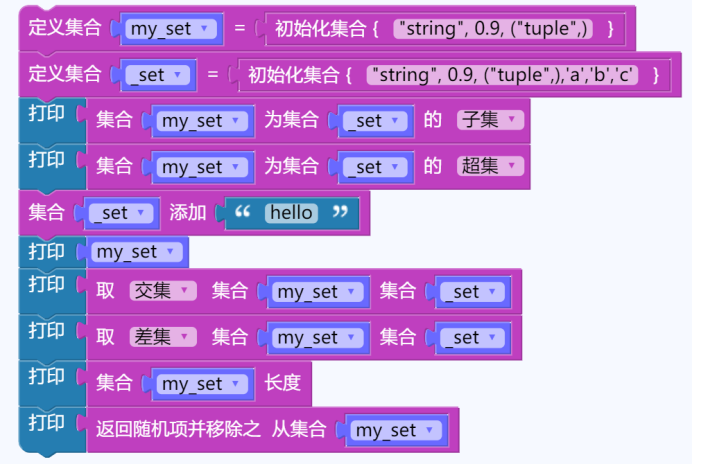 定义集合 my_set = 初始化集合 { "string", 0.9, ("tuple",) }
定义集合 _set = 初始化集合 { "string", 0.9, ("tuple",),'a','b','c' }
打印 集合 my_set 为集合 _set 的 子集
打印 集合 my_set 为集合 _set 的 超集
集合 _set 添加 “ hello ”
打印 my_set
打印 取 交集 集合 my_set 集合 _set
打印 取 差集 集合 my_set 集合 _set
打印 集合 my_set 长度
打印 返回随机项并移除之 从集合 my_set